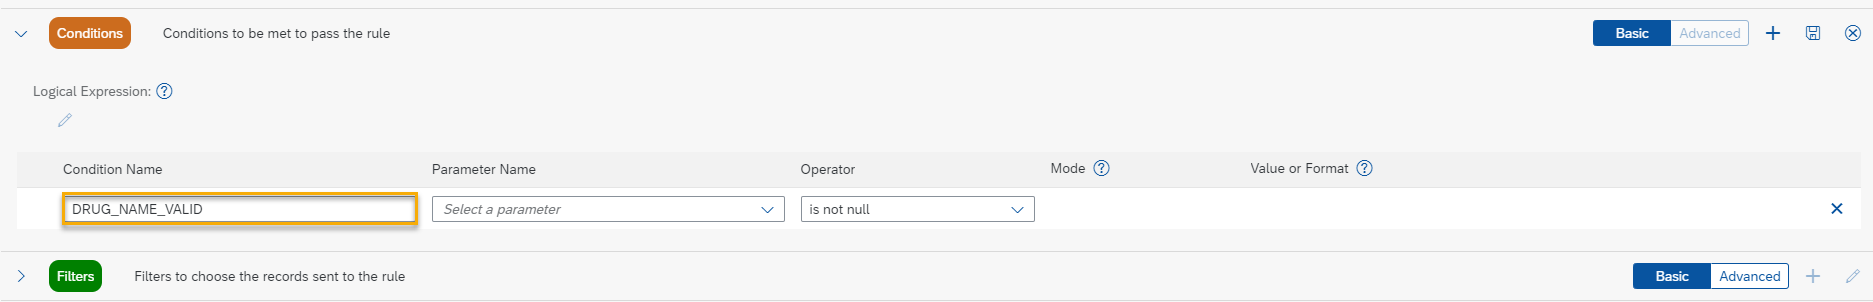 Conditions Conditions to be met to pass the rule Basic Advanced
Logical Expression: ?
Condition Name Parameter Name Operator Mode ? Value or Format ?
DRUG_NAME_VALID Select a parameter is not null
Filters Filters to choose the records sent to the rule Basic Advanced